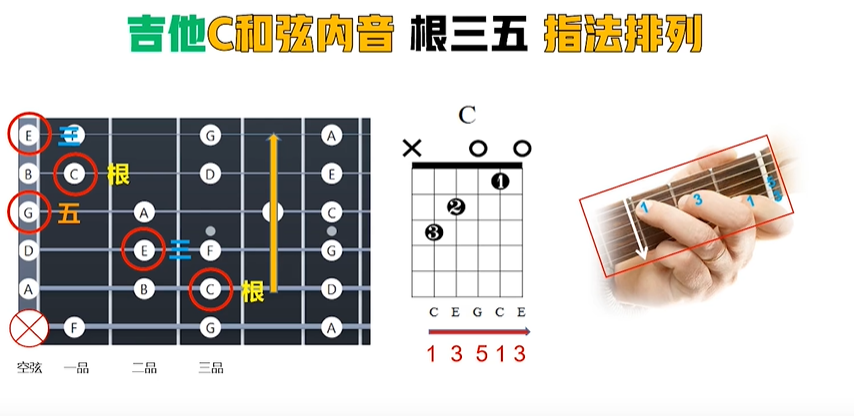 吉他C和弦内音 根三五 指法排列
E 三 G A
B C 根 D E
G 五 A C
D E 三 F G
A B C 根 D
F G A
空弦 一品 二品 三品
C
× O O
1
2
3
C E G C E
1 3 5 1 3
1 3 1